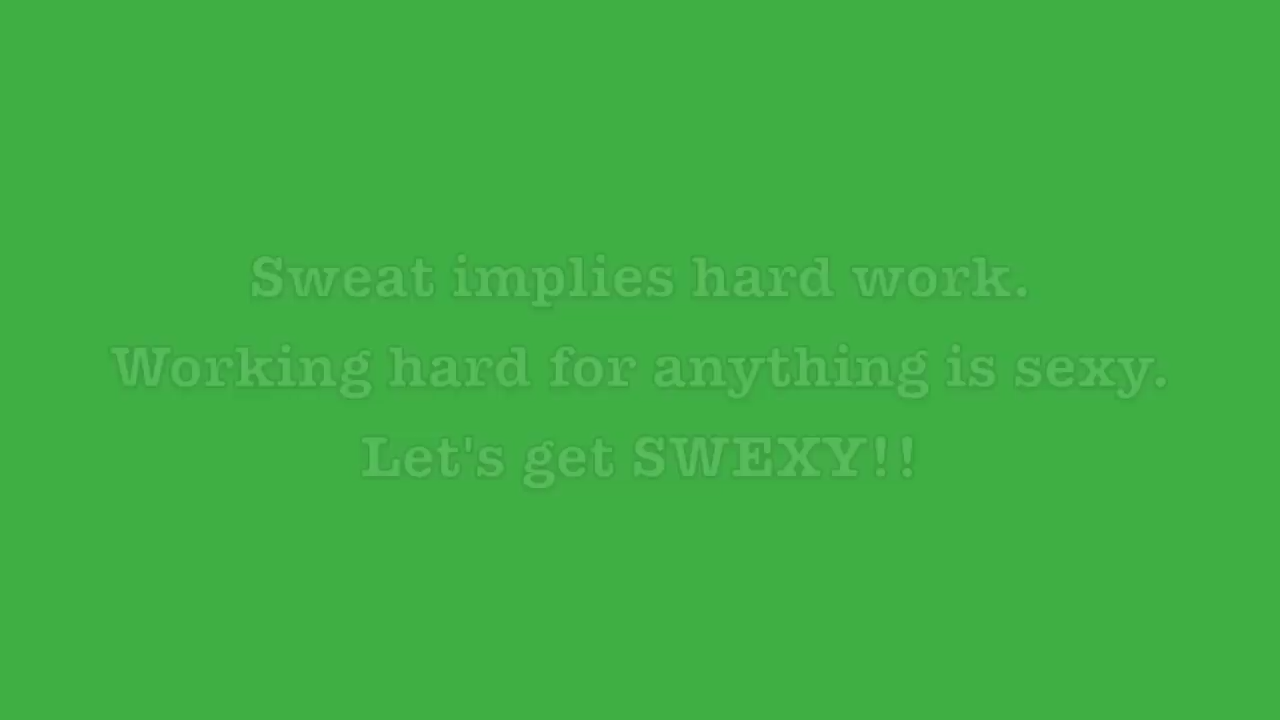 Sweat implies hard work.
Working hard for anything is sexy.
Let's get SWEXY!!